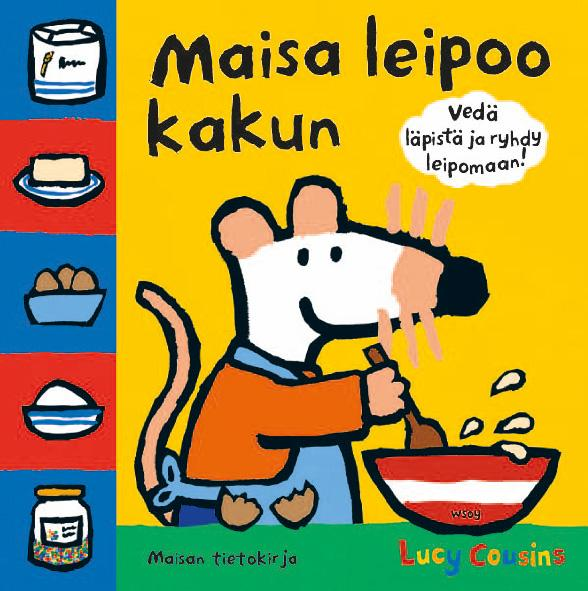 Maisa leipoo
kakun
Vedä
läpistä ja ryhdy
leipomaan!
wsoy
Maisan tietokirja
Lucy Cousins